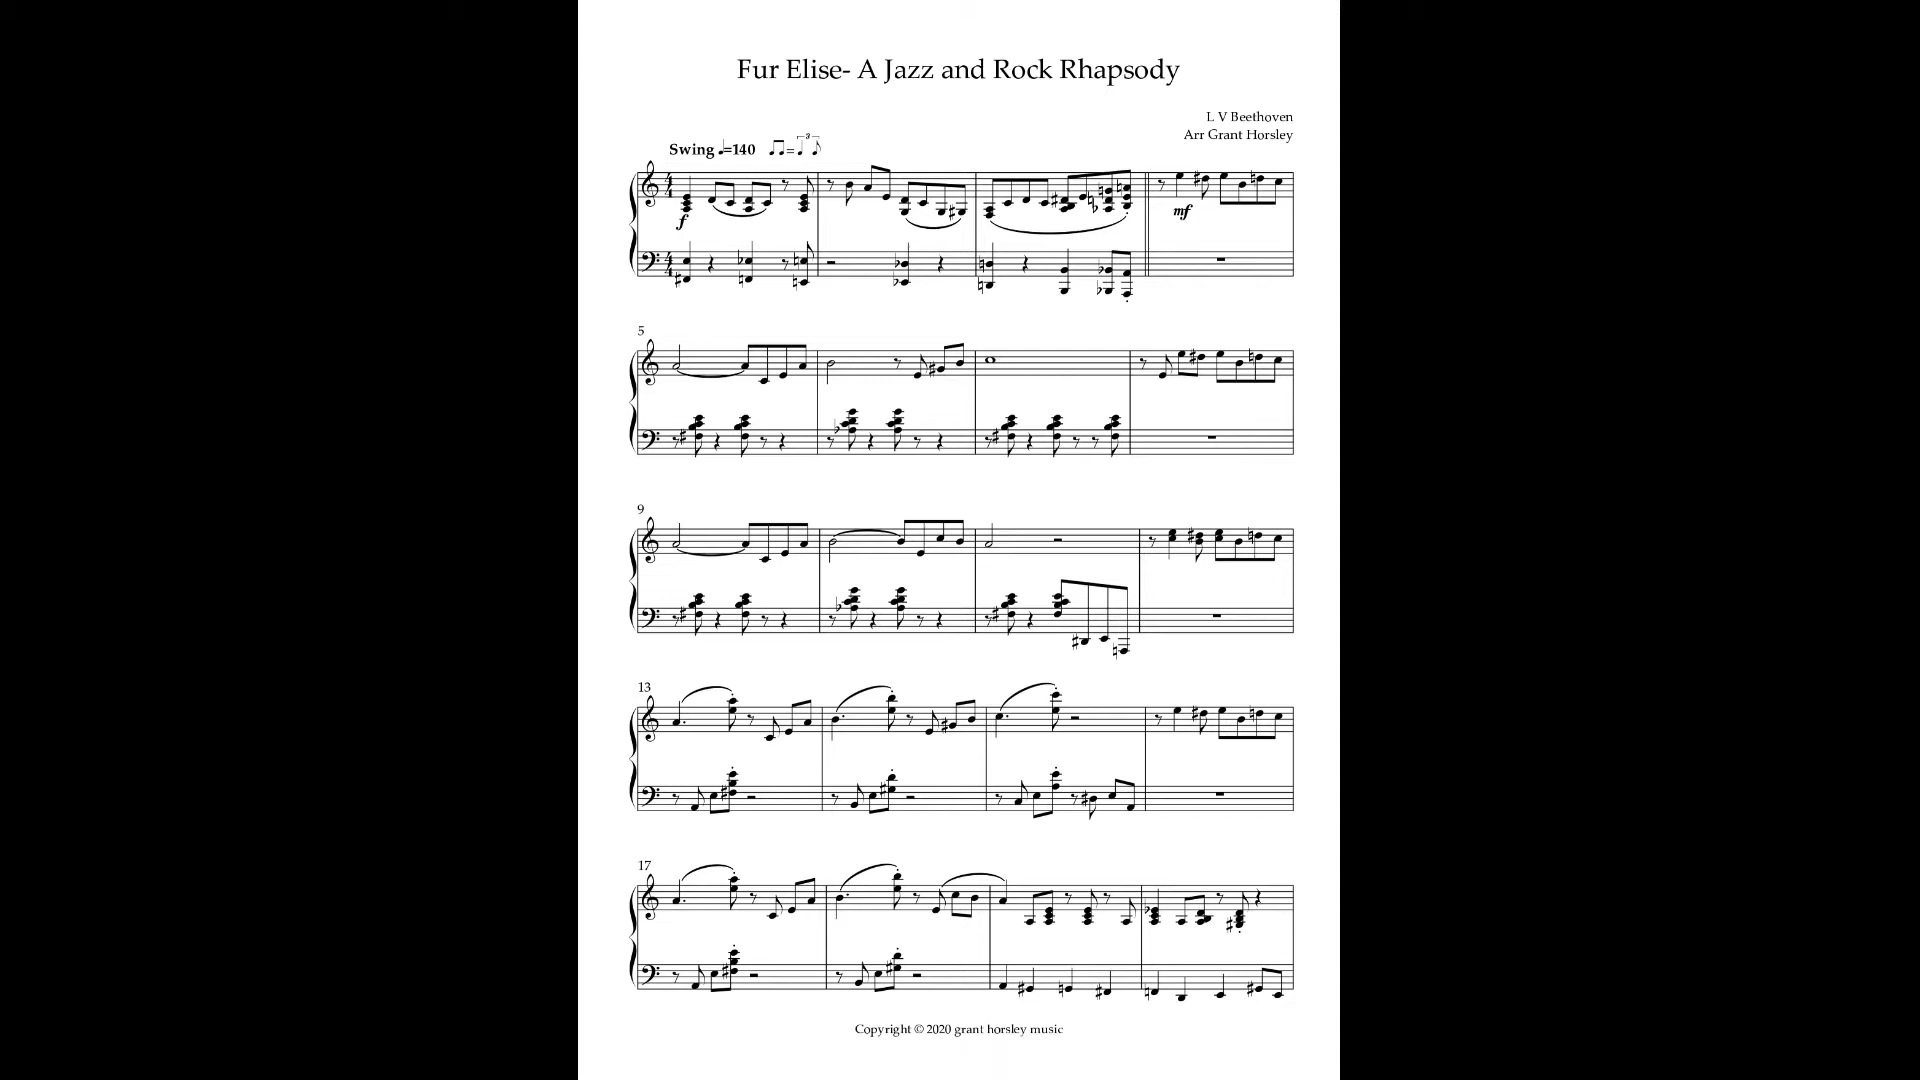 Fur Elise- A Jazz and Rock Rhapsody
L V Beethoven
Arr Grant Horsley
Swing ♩=140 ♫=♩♪ 3
f
mf
5
9
13
17
Copyright © 2020 grant horsley music